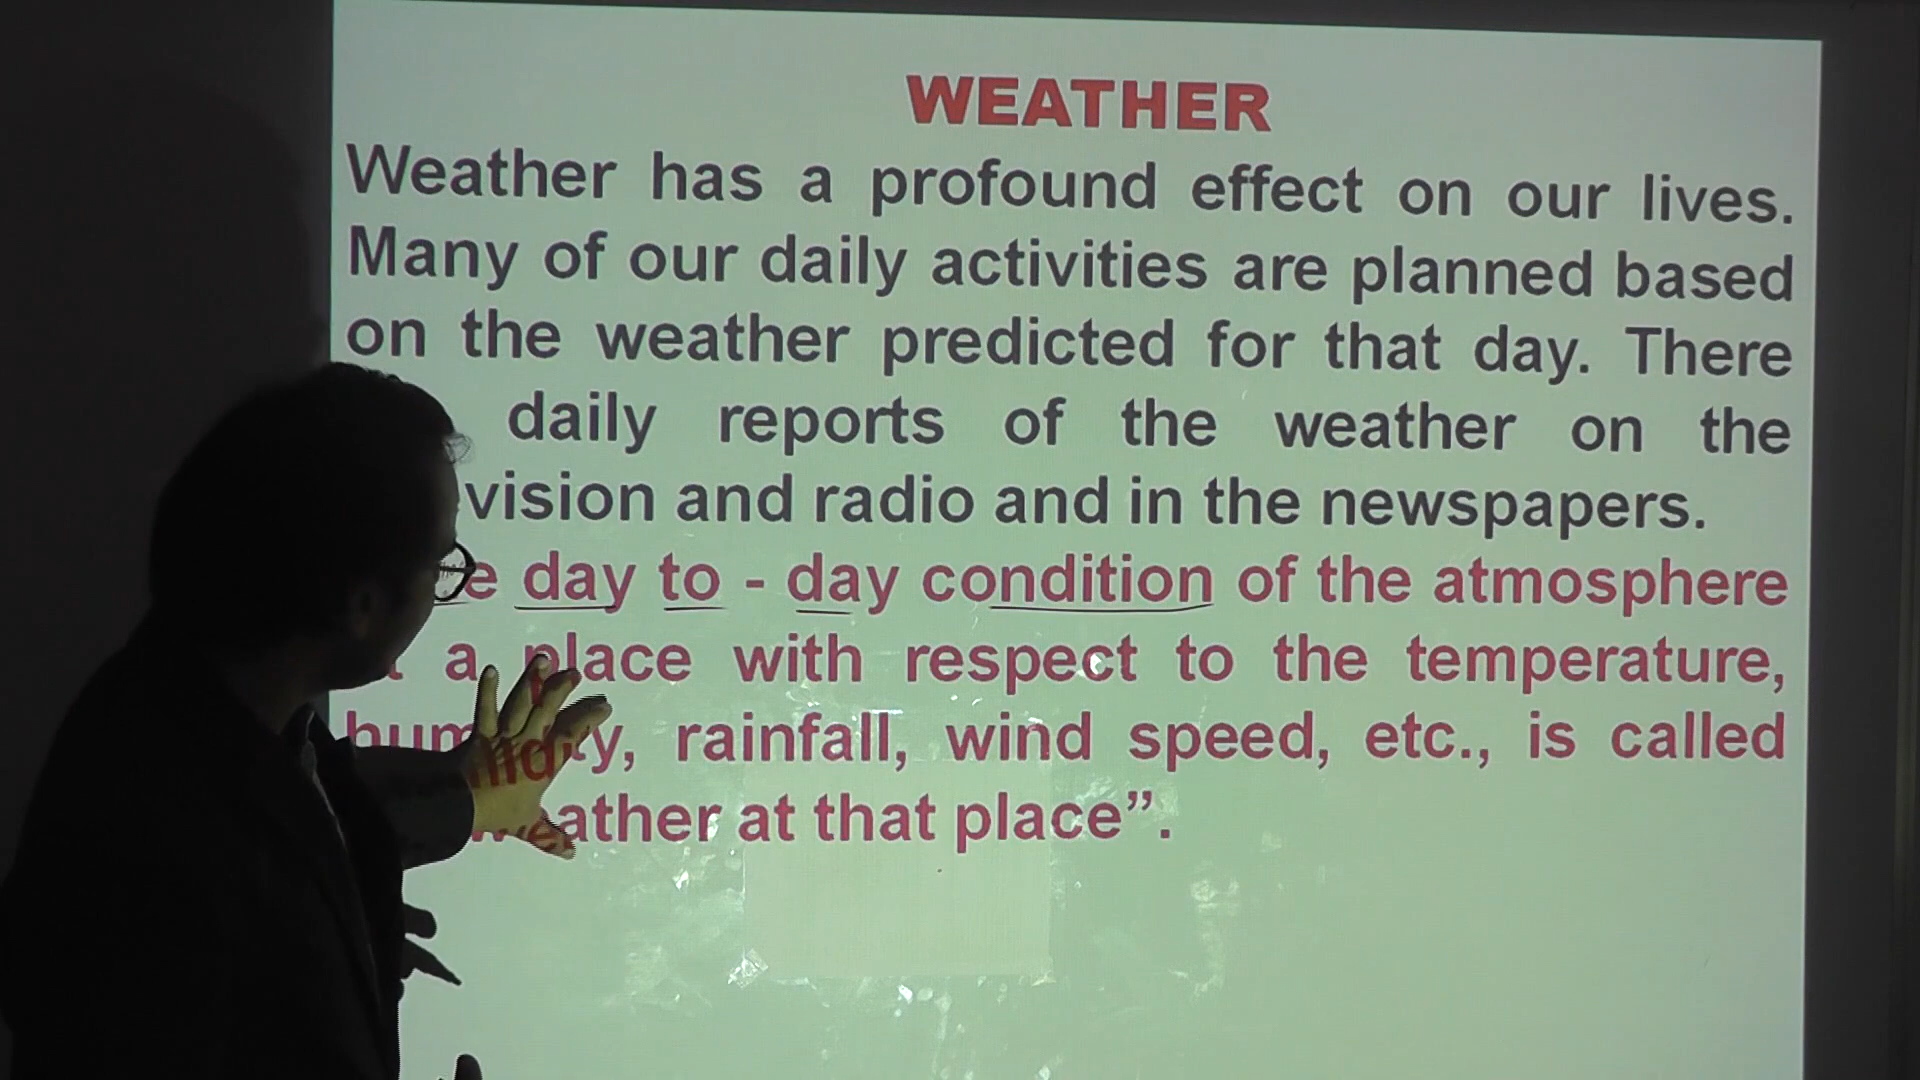 WEATHER
Weather has a profound effect on our lives.
Many of our daily activities are planned based
on the weather predicted for that day. There
daily reports of the weather on the
vision and radio and in the newspapers.
day to - day condition of the atmosphere
a place with respect to the temperature,
humidity, rainfall, wind speed, etc., is called
weather at that place”.